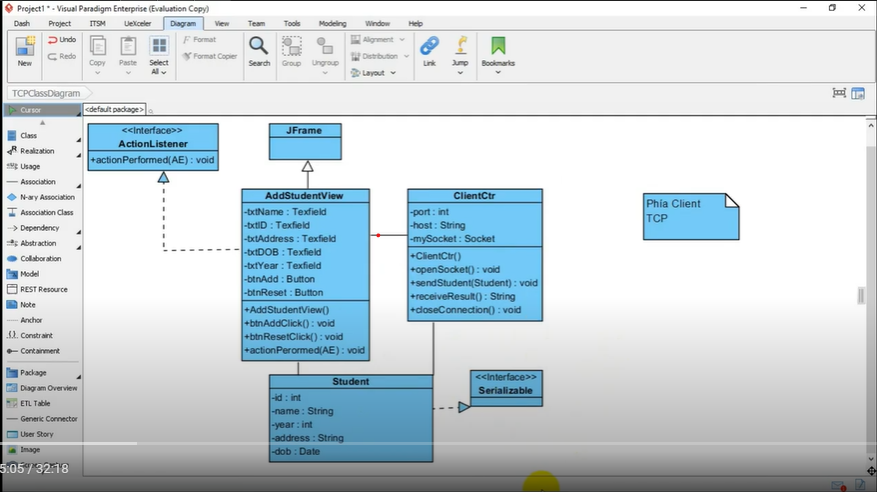 Project1 * - Visual Paradigm Enterprise (Evaluation Copy)
Dash Project ITSM UeXceler Diagram View Team Tools Modeling Window Help
New
Undo
Redo
Copy
Paste
Select
All
Format
Format Copier
Search
Group
Ungroup
Alignment
Distribution
Layout
Link
Jump
Bookmarks
TCPClassDiagram
Cursor
<default package>
Class
Realization
Usage
Association
N-ary Association
Association Class
Dependency
Abstraction
Collaboration
Model
REST Resource
Note
Anchor
Constraint
Containment
Package
Diagram Overview
ETL Table
Generic Connector
User Story
Image
<<Interface>>
ActionListener
+actionPerformed(AE) : void
JFrame
AddStudentView
-txtName : Texfield
-txtID : Texfield
-txtAddress : Texfield
-txtDOB : Texfield
-txtYear : Texfield
-btnAdd : Button
-btnReset : Button
+AddStudentView()
+btnAddClick() : void
+btnResetClick() : void
+actionPerormed(AE) : void
ClientCtr
-port : int
-host : String
-mySocket : Socket
+ClientCtr()
+openSocket() : void
+sendStudent(Student) : void
+receiveResult() : String
+closeConnection() : void
Phía Client
TCP
Student
-id : int
-name : String
-year : int
-address : String
-dob : Date
<<Interface>>
Serializable
5:05 / 32:18